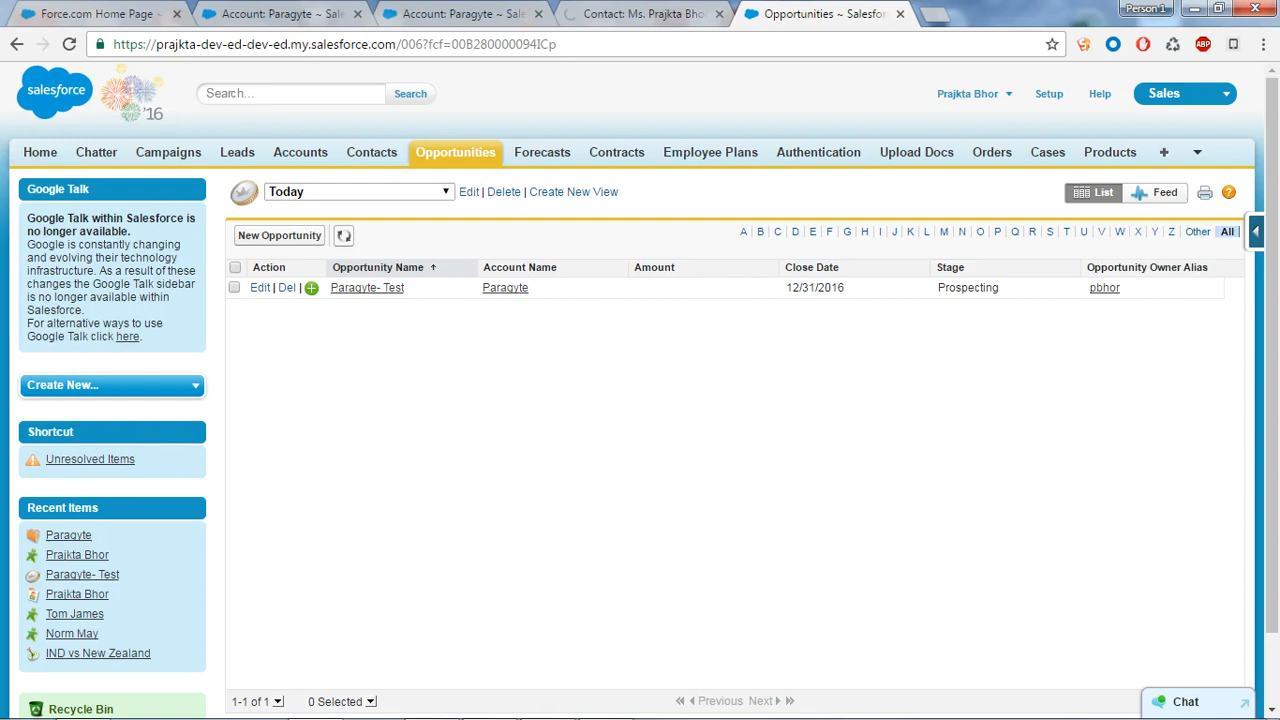 Force.com Home Page ~
Account: Paragyte ~ Sale
Account: Paragyte ~ Sale
Contact: Ms. Prajkta Bho
Opportunities ~ Salesfor
Person 1
https://prajkta-dev-ed-dev-ed.my.salesforce.com/006?fcf=00B280000094ICp
ABP
salesforce
'16
Search...
Search
Prajkta Bhor
Setup
Help
Sales
Home
Chatter
Campaigns
Leads
Accounts
Contacts
Opportunities
Forecasts
Contracts
Employee Plans
Authentication
Upload Docs
Orders
Cases
Products
Google Talk
Google Talk within Salesforce is
no longer available.
Google is constantly changing
and evolving their technology
infrastructure. As a result of these
changes the Google Talk sidebar
is no longer available within
Salesforce.
For alternative ways to use
Google Talk click here.
Create New...
Shortcut
Unresolved Items
Recent Items
Paragyte
Prajkta Bhor
Paragyte- Test
Prajkta Bhor
Tom James
Norm May
IND vs New Zealand
Recycle Bin
Today
Edit | Delete | Create New View
List
Feed
New Opportunity
A | B | C | D | E | F | G | H | I | J | K | L | M | N | O | P | Q | R | S | T | U | V | W | X | Y | Z | Other | All
Action Opportunity Name Account Name Amount Close Date Stage Opportunity Owner Alias
Edit | Del | Paragyte- Test Paragyte 12/31/2016 Prospecting pbhor
1-1 of 1 0 Selected Previous Next
Chat